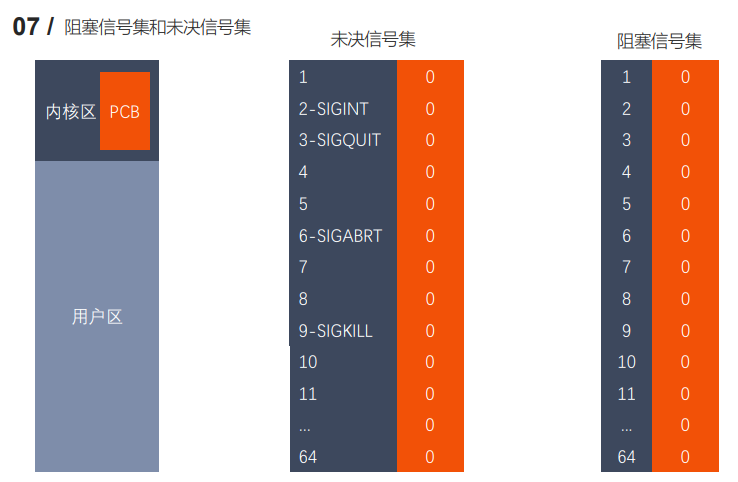 07 / 阻塞信号集和未决信号集
内核区 PCB
用户区
未决信号集
1 0
2-SIGINT 0
3-SIGQUIT 0
4 0
5 0
6-SIGABRT 0
7 0
8 0
9-SIGKILL 0
10 0
11 0
... 0
64 0
阻塞信号集
1 0
2 0
3 0
4 0
5 0
6 0
7 0
8 0
9 0
10 0
11 0
... 0
64 0